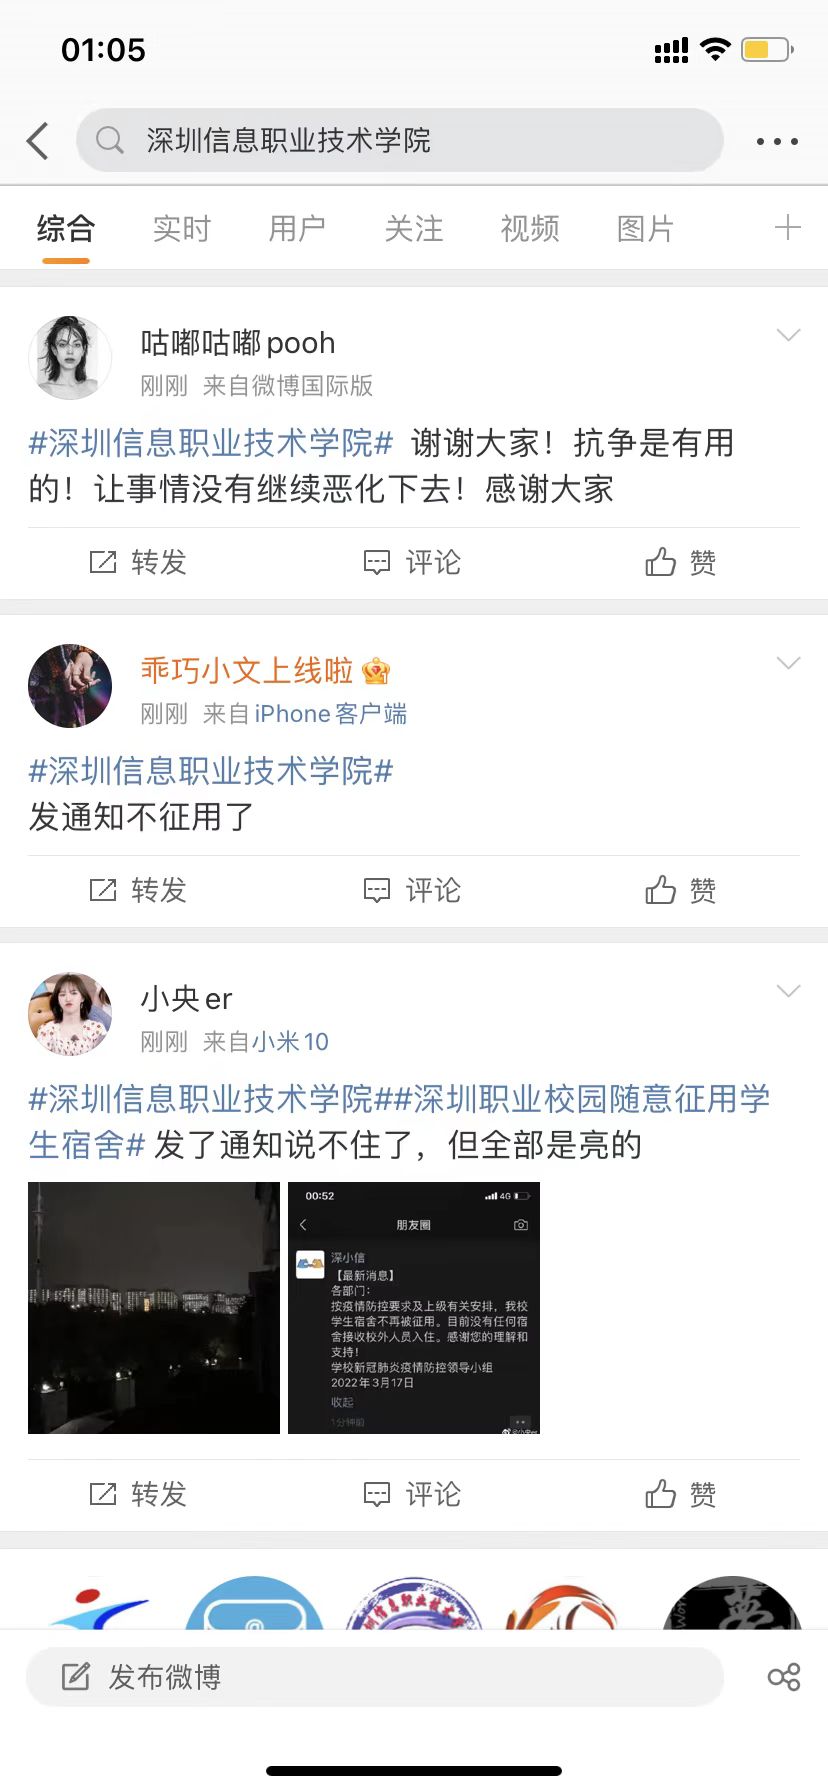 01:05
深圳信息职业技术学院
综合 实时 用户 关注 视频 图片
咕嘟咕嘟pooh
刚刚 来自微博国际版
#深圳信息职业技术学院# 谢谢大家！抗争是有用
的！让事情没有继续恶化下去！感谢大家
转发 评论 赞
乖巧小文上线啦
刚刚 来自iPhone客户端
#深圳信息职业技术学院#
发通知不征用了
转发 评论 赞
小央er
刚刚 来自小米10
#深圳信息职业技术学院##深圳职业校园随意征用学
生宿舍# 发了通知说不住了，但全部是亮的
00:52 4G
朋友圈
深小信
【最新消息】
各部门：
按疫情防控要求及上级有关安排，我校
学生宿舍不再被征用。目前没有任何宿
舍接收校外人员入住。感谢您的理解和
支持！
学校新冠肺炎疫情防控领导小组
2022年3月17日
收起
1分钟前
@小央er
转发 评论 赞
发布微博